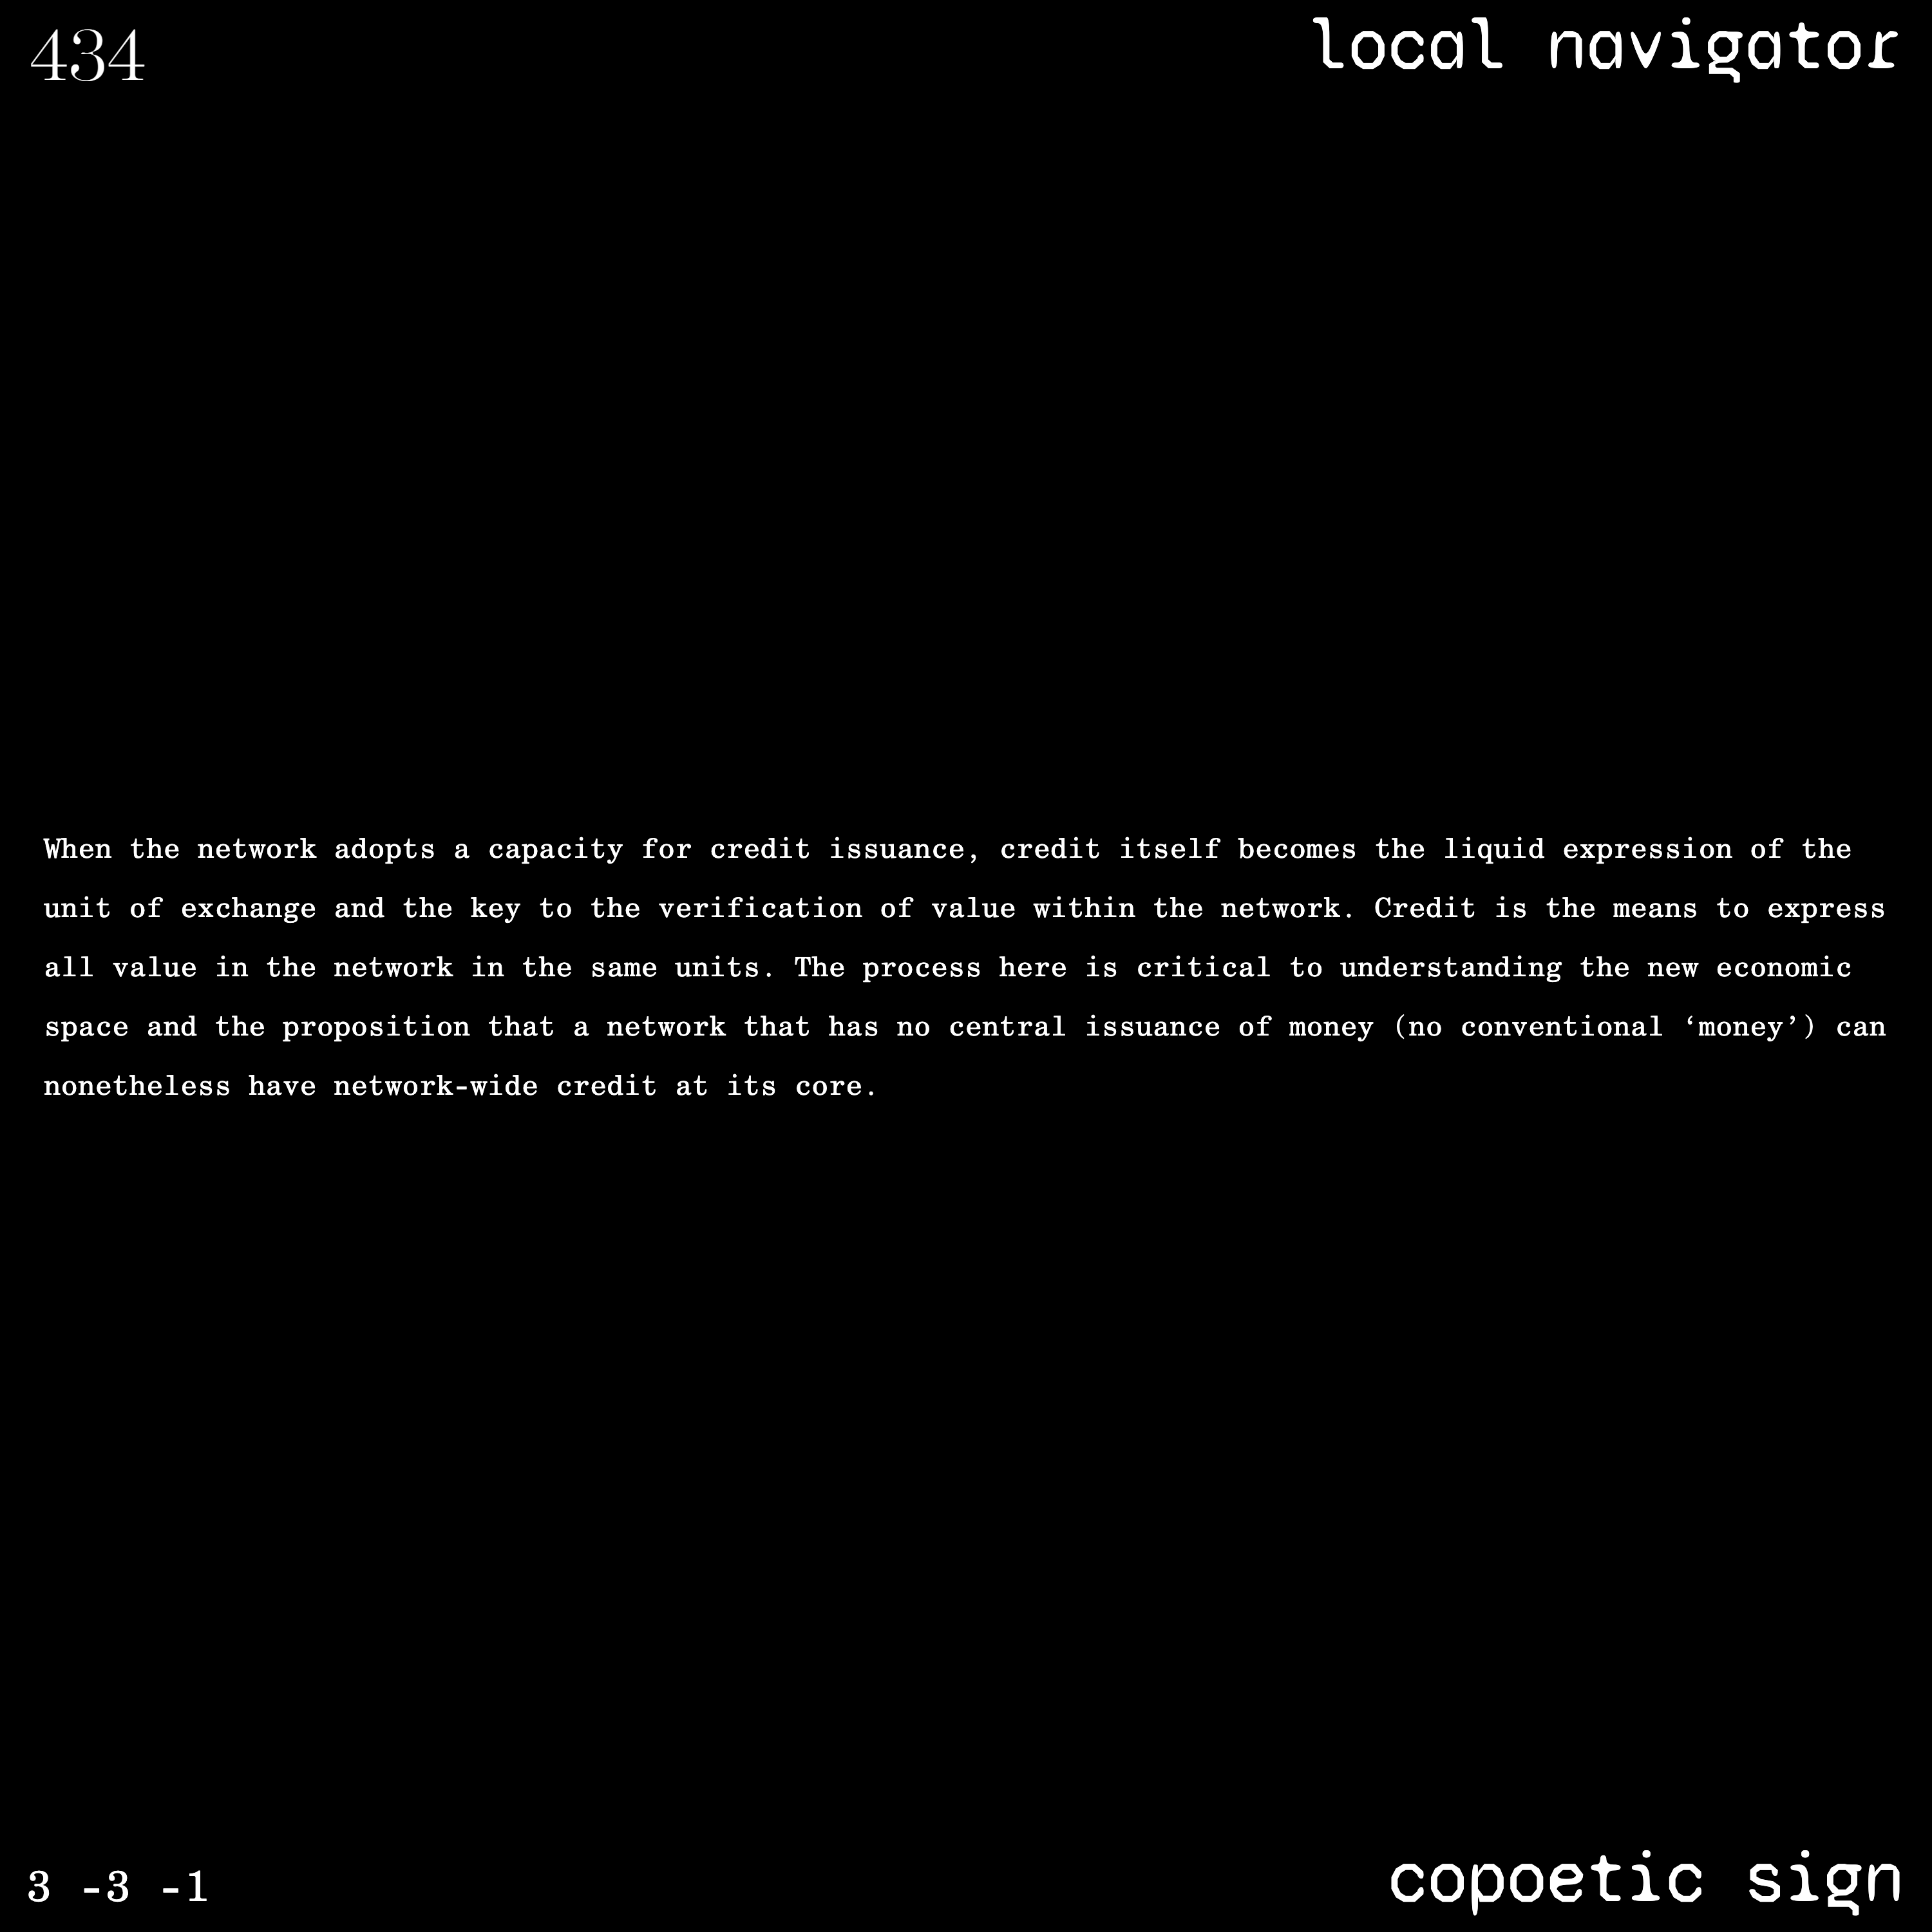 434
local navigator
When the network adopts a capacity for credit issuance, credit itself becomes the liquid expression of the
unit of exchange and the key to the verification of value within the network. Credit is the means to express
all value in the network in the same units. The process here is critical to understanding the new economic
space and the proposition that a network that has no central issuance of money (no conventional ‘money’) can
nonetheless have network-wide credit at its core.
3 -3 -1
copoetic sign